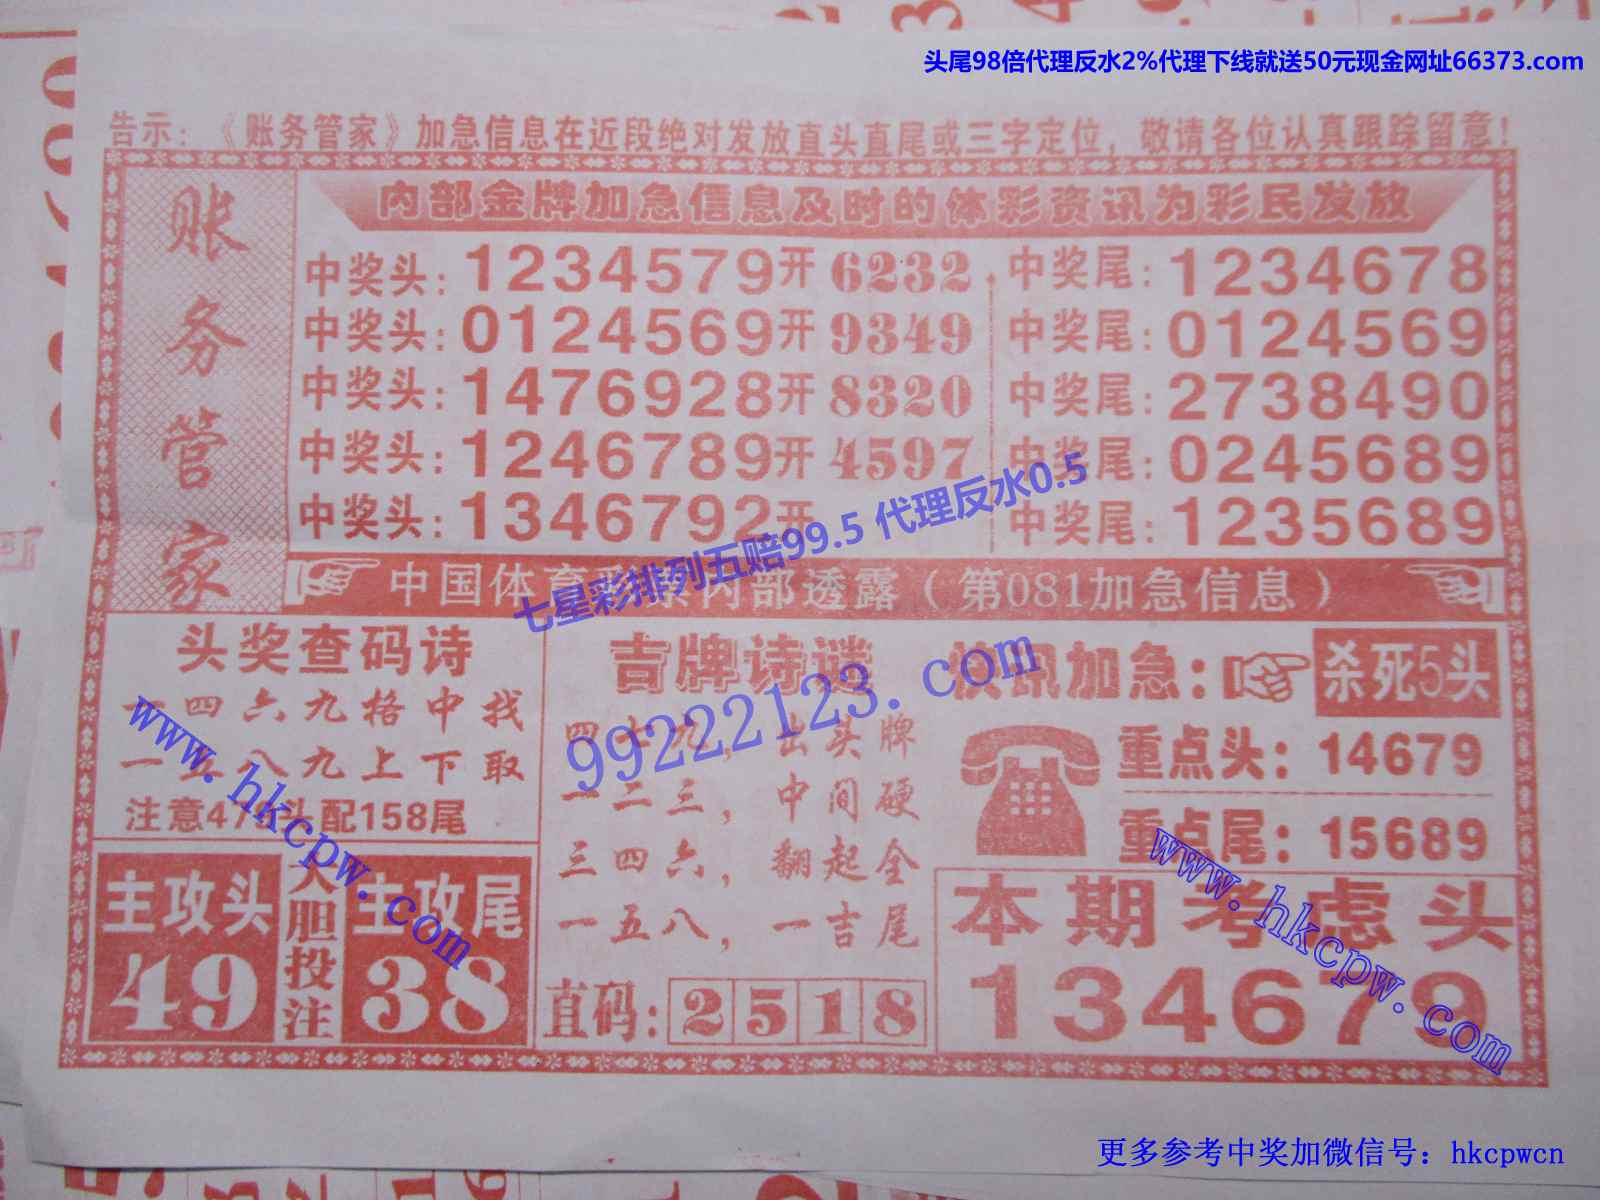 头尾98倍代理反水2%代理下线就送50元现金网址66373.com
告示：《账务管家》加急信息在近段绝对发放直头直尾或三字定位，敬请各位认真跟踪留意！
账务管家
内部金牌加急信息及时的体彩资讯为彩民发放
中奖头：1234579开6232 中奖尾：1234678
中奖头：0124569开9349 中奖尾：0124569
中奖头：1476928开8320 中奖尾：2738490
中奖头：1246789开4597 中奖尾：0245689
中奖头：1346792开 中奖尾：1235689
七星彩排列五赔99.5 代理反水0.5
中国体育彩票内部透露（第081加急信息）
头奖查码诗
一四六九格中找
一五八九上下取
注意479头配158尾
主攻头
49
大胆投注
主攻尾
38
吉牌诗谜
四七九，出头牌
一二三，中间硬
三四六，翻起全
一五八，一吉尾
直码：2518
99222123.com
快讯加急：杀死5头
重点头：14679
重点尾：15689
本期考虑头
134679
www.hkcpw.com
www.hkcpw.com
更多参考中奖加微信号：hkcpwcn